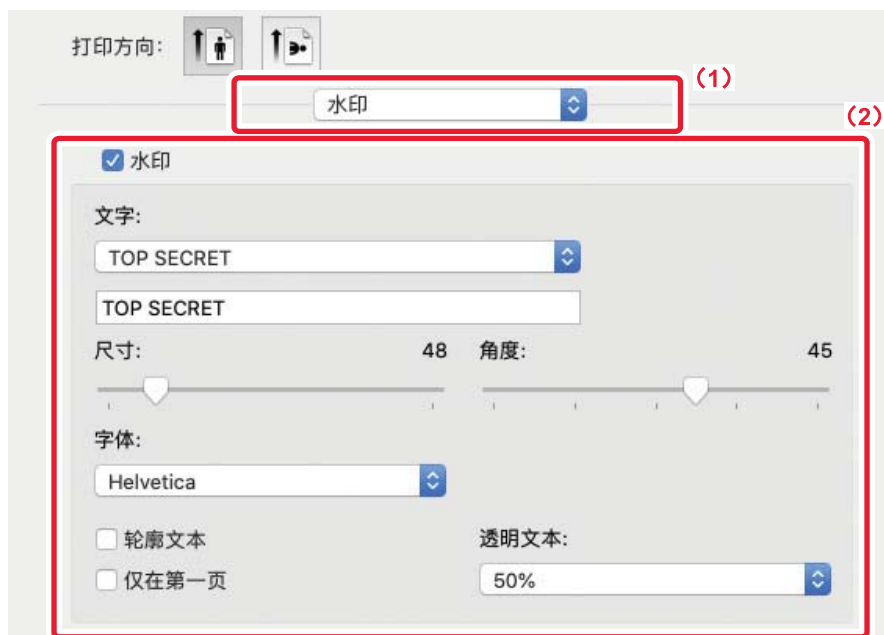 打印方向:
(1)
水印
(2)
水印
文字:
TOP SECRET
TOP SECRET
尺寸: 48 角度: 45
字体:
Helvetica
轮廓文本 透明文本:
仅在第一页 50%